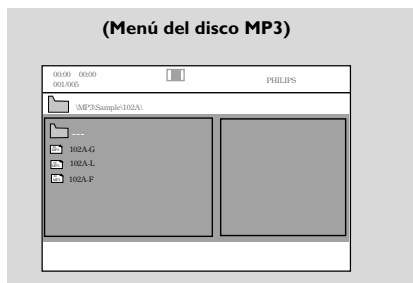 (Menú del disco MP3)
00:00 00:00
001/005
PHILIPS
\MP3\Sample\102A\
---
102A-G
102A-L
102A-F